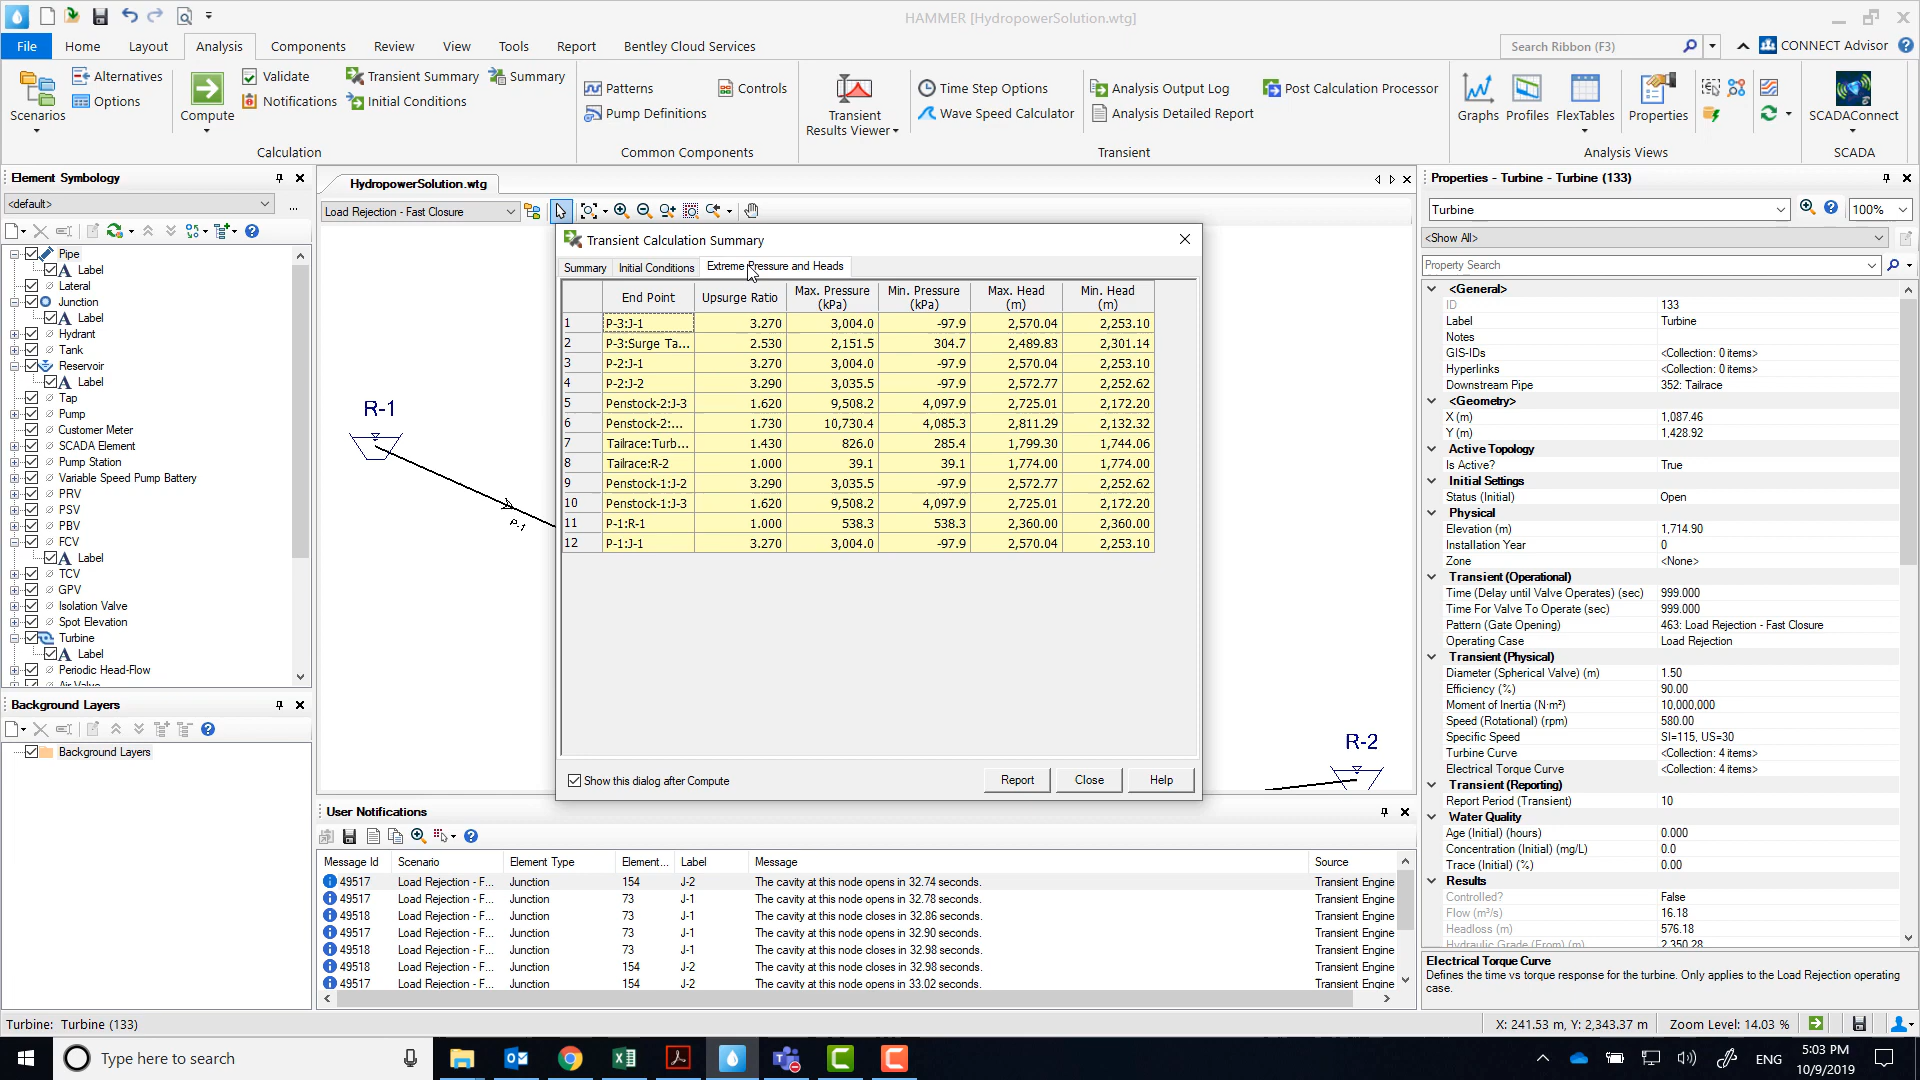 HAMMER [HydropowerSolution.wtg]
File Home Layout Analysis Components Review View Tools Report Bentley Cloud Services
Search Ribbon (F3) CONNECT Advisor
Scenarios
Alternatives
Options
Compute
Validate
Notifications
Transient Summary
Initial Conditions
Summary
Calculation
Patterns
Pump Definitions
Controls
Common Components
Transient
Results Viewer
Time Step Options
Wave Speed Calculator
Analysis Output Log
Analysis Detailed Report
Post Calculation Processor
Transient
Graphs Profiles FlexTables Properties
Analysis Views
SCADAConnect
SCADA
Element Symbology
<default>
...
Pipe
Label
Lateral
Junction
Label
Hydrant
Tank
Reservoir
Label
Tap
Pump
Customer Meter
SCADA Element
Pump Station
Variable Speed Pump Battery
PRV
PSV
PBV
FCV
Label
TCV
GPV
Isolation Valve
Spot Elevation
Turbine
Label
Periodic Head-Flow
Air Valve
Background Layers
Background Layers
HydropowerSolution.wtg
Load Rejection - Fast Closure
R-1
P-1
R-2
Transient Calculation Summary
Summary Initial Conditions Extreme Pressure and Heads
End Point Upsurge Ratio Max. Pressure (kPa) Min. Pressure (kPa) Max. Head (m) Min. Head (m)
1 P-3:J-1 3.270 3,004.0 -97.9 2,570.04 2,253.10
2 P-3:Surge Ta... 2.530 2,151.5 304.7 2,489.83 2,301.14
3 P-2:J-1 3.270 3,004.0 -97.9 2,570.04 2,253.10
4 P-2:J-2 3.290 3,035.5 -97.9 2,572.77 2,252.62
5 Penstock-2:J-3 1.620 9,508.2 4,097.9 2,725.01 2,172.20
6 Penstock-2:... 1.730 10,730.4 4,085.3 2,811.29 2,132.32
7 Tailrace:Turb... 1.430 826.0 285.4 1,799.30 1,744.06
8 Tailrace:R-2 1.000 39.1 39.1 1,774.00 1,774.00
9 Penstock-1:J-2 3.290 3,035.5 -97.9 2,572.77 2,252.62
10 Penstock-1:J-3 1.620 9,508.2 4,097.9 2,725.01 2,172.20
11 P-1:R-1 1.000 538.3 538.3 2,360.00 2,360.00
12 P-1:J-1 3.270 3,004.0 -97.9 2,570.04 2,253.10
Show this dialog after Compute
Report Close Help
User Notifications
Message Id Scenario Element Type Element... Label Message Source
49517 Load Rejection - F... Junction 154 J-2 The cavity at this node opens in 32.74 seconds. Transient Engine
49517 Load Rejection - F... Junction 73 J-1 The cavity at this node opens in 32.78 seconds. Transient Engine
49518 Load Rejection - F... Junction 73 J-1 The cavity at this node closes in 32.86 seconds. Transient Engine
49517 Load Rejection - F... Junction 73 J-1 The cavity at this node opens in 32.90 seconds. Transient Engine
49518 Load Rejection - F... Junction 73 J-1 The cavity at this node closes in 32.98 seconds. Transient Engine
49518 Load Rejection - F... Junction 154 J-2 The cavity at this node closes in 32.98 seconds. Transient Engine
49517 Load Rejection - F... Junction 154 J-2 The cavity at this node opens in 33.02 seconds. Transient Engine
Properties - Turbine - Turbine (133)
Turbine 100%
<Show All>
Property Search
<General>
ID 133
Label Turbine
Notes
GIS-IDs <Collection: 0 items>
Hyperlinks <Collection: 0 items>
Downstream Pipe 352: Tailrace
<Geometry>
X (m) 1,087.46
Y (m) 1,428.92
Active Topology
Is Active? True
Initial Settings
Status (Initial) Open
Physical
Elevation (m) 1,714.90
Installation Year 0
Zone <None>
Transient (Operational)
Time (Delay until Valve Operates) (sec) 999.000
Time For Valve To Operate (sec) 999.000
Pattern (Gate Opening) 463: Load Rejection - Fast Closure
Operating Case Load Rejection
Transient (Physical)
Diameter (Spherical Valve) (m) 1.50
Efficiency (%) 90.00
Moment of Inertia (N·m²) 10,000,000
Speed (Rotational) (rpm) 580.00
Specific Speed SI=115, US=30
Turbine Curve <Collection: 4 items>
Electrical Torque Curve <Collection: 4 items>
Transient (Reporting)
Report Period (Transient) 10
Water Quality
Age (Initial) (hours) 0.000
Concentration (Initial) (mg/L) 0.0
Trace (Initial) (%) 0.00
Results
Controlled? False
Flow (m³/s) 16.18
Headloss (m) 576.18
Hydraulic Grade (From) (m) 2,350.28
Electrical Torque Curve
Defines the time vs torque response for the turbine. Only applies to the Load Rejection operating
case.
Turbine: Turbine (133)
X: 241.53 m, Y: 2,343.37 m Zoom Level: 14.03 %
Type here to search
ENG
5:03 PM
10/9/2019